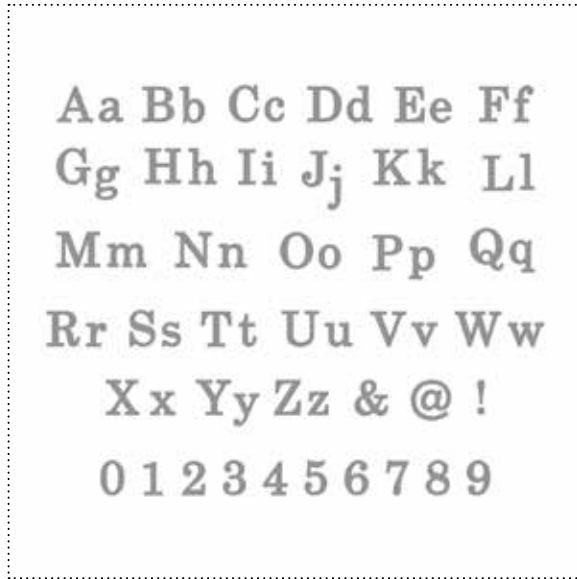 Aa Bb Cc Dd Ee Ff
Gg Hh Ii Jj Kk Ll
Mm Nn Oo Pp Qq
Rr Ss Tt Uu Vv Ww
Xx Yy Zz & @ !
0 1 2 3 4 5 6 7 8 9